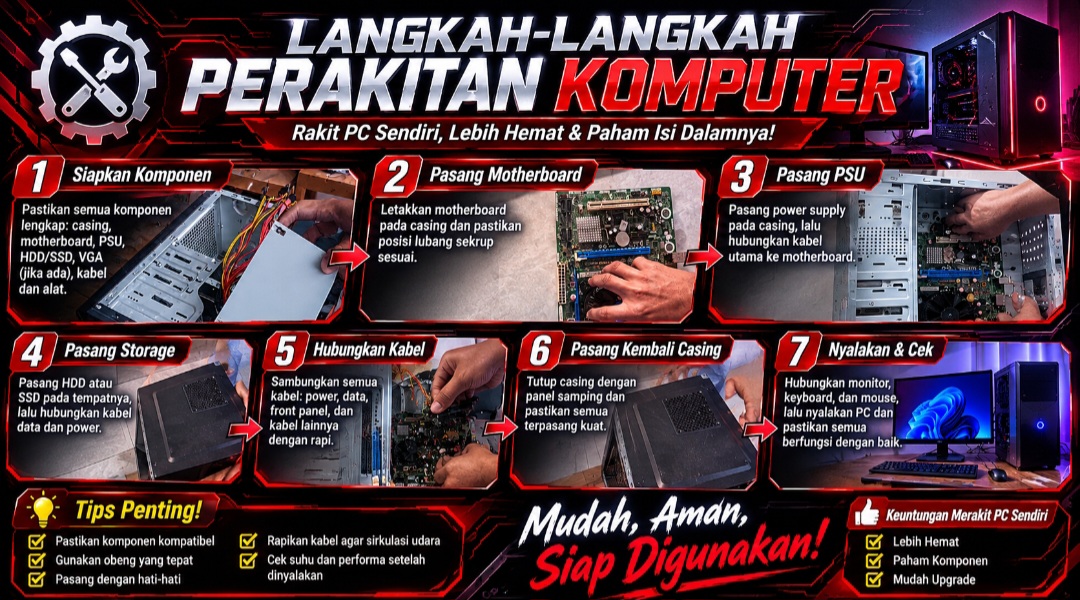 LANGKAH-LANGKAH
PERAKITAN KOMPUTER
Rakit PC Sendiri, Lebih Hemat & Paham Isi Dalamnya!
1 Siapkan Komponen
Pastikan semua komponen
lengkap: casing,
motherboard, PSU,
HDD/SSD, VGA
(jika ada), kabel
dan alat.
2 Pasang Motherboard
Letakkan motherboard
pada casing dan pastikan
posisi lubang sekrup
sesuai.
3 Pasang PSU
Pasang power supply
pada casing, lalu
hubungkan kabel
utama ke motherboard.
4 Pasang Storage
Pasang HDD atau
SSD pada tempatnya,
lalu hubungkan kabel
data dan power.
5 Hubungkan Kabel
Sambungkan semua
kabel: power, data,
front panel, dan
kabel lainnya
dengan rapi.
6 Pasang Kembali Casing
Tutup casing dengan
panel samping dan
pastikan semua
terpasang kuat.
7 Nyalakan & Cek
Hubungkan monitor,
keyboard, dan mouse,
lalu nyalakan PC dan
pastikan semua
berfungsi dengan baik.
Tips Penting!
Pastikan komponen kompatibel
Gunakan obeng yang tepat
Pasang dengan hati-hati
Rapikan kabel agar sirkulasi udara
Cek suhu dan performa setelah
dinyalakan
Mudah, Aman,
Siap Digunakan!
Keuntungan Merakit PC Sendiri
Lebih Hemat
Paham Komponen
Mudah Upgrade